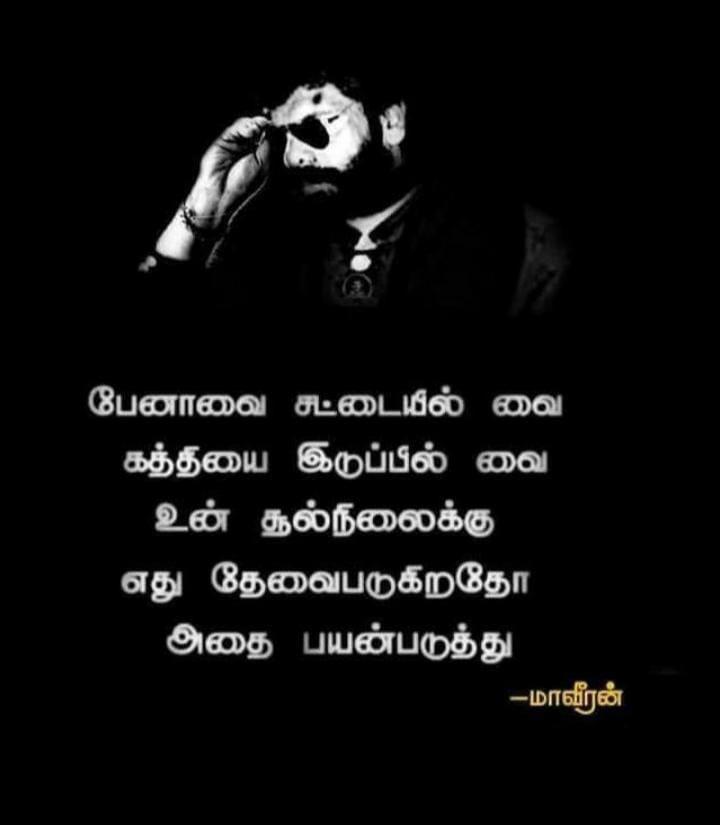 பேனாவை சட்டையில் வை
கத்தியை இடுப்பில் வை
உன் சூல்நிலைக்கு
எது தேவைபடுகிறதோ
அதை பயன்படுத்து
–மாவீரன்